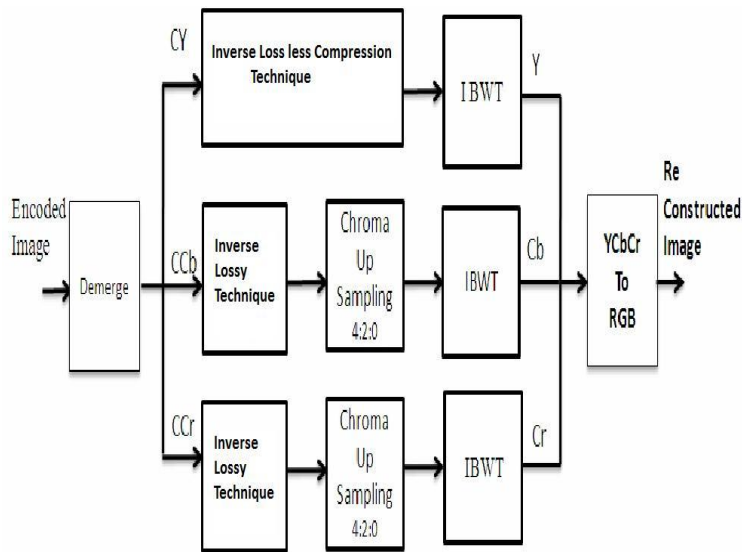 CY
Inverse Loss less Compression
Technique
IBWT
Y
Encoded
Image
Demerge
CCb
Inverse
Lossy
Technique
Chroma
Up
Sampling
4:2:0
IBWT
Cb
YCbCr
To
RGB
Re
Constructed
Image
CCr
Inverse
Lossy
Technique
Chroma
Up
Sampling
4:2:0
IBWT
Cr